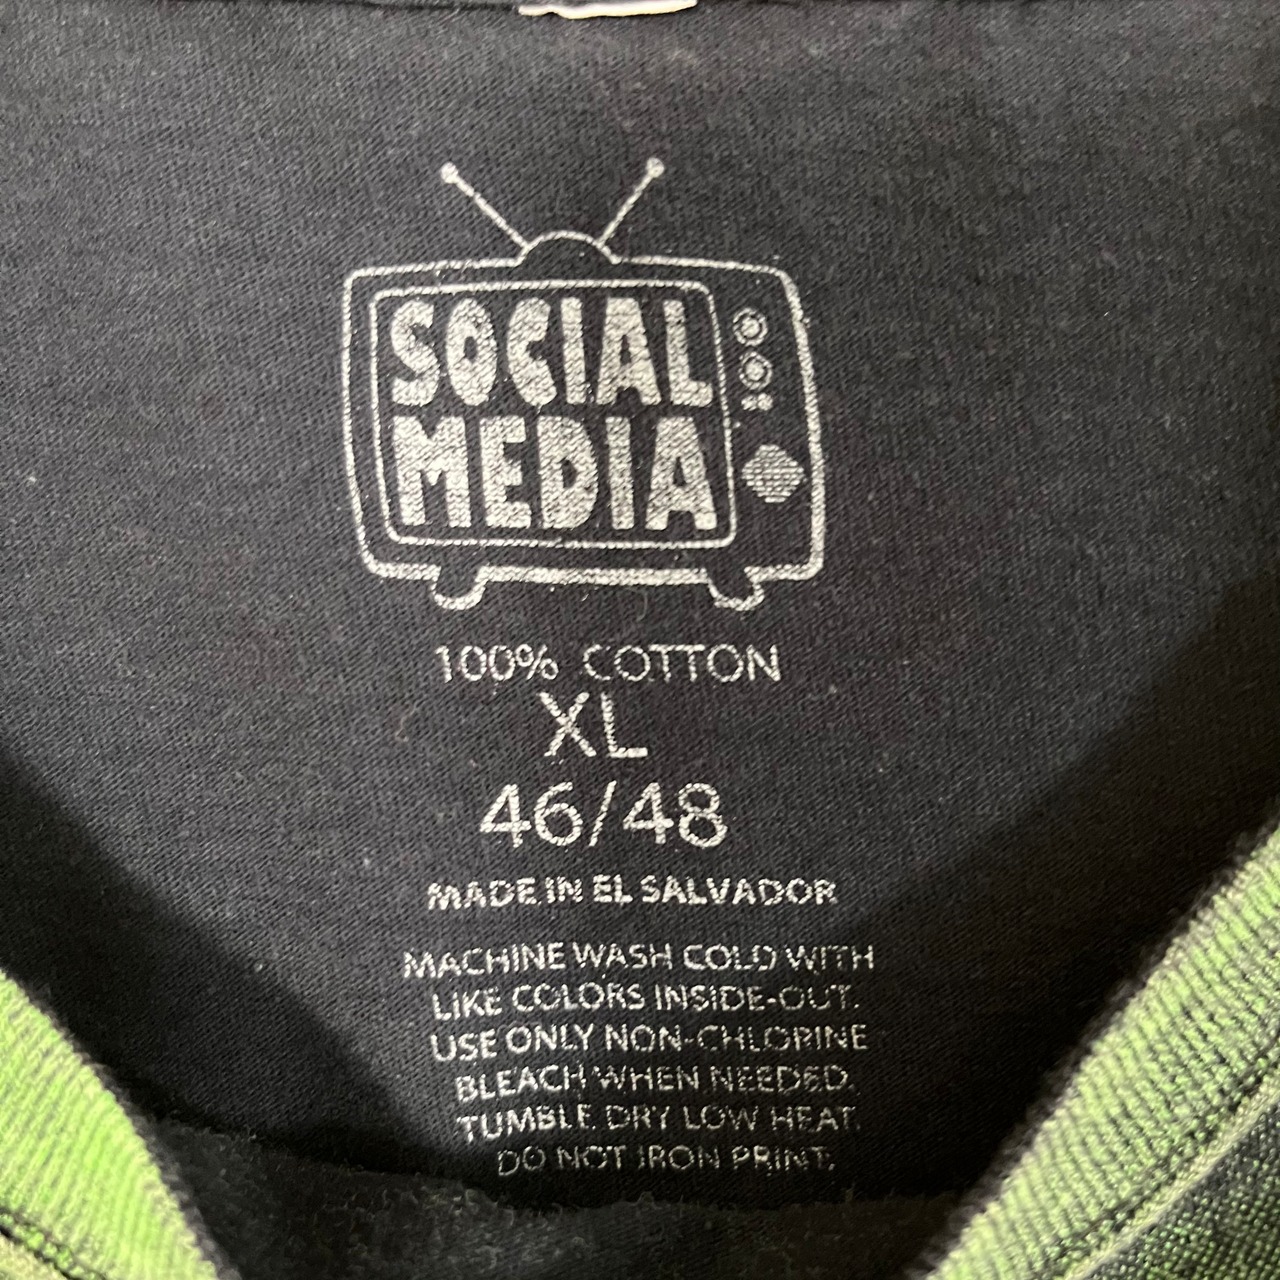 SOCIAL
MEDIA
100% COTTON
XL
46/48
MADE IN EL SALVADOR
MACHINE WASH COLD WITH
LIKE COLORS INSIDE-OUT.
USE ONLY NON-CHLORINE
BLEACH WHEN NEEDED.
TUMBLE DRY LOW HEAT.
DO NOT IRON PRINT.